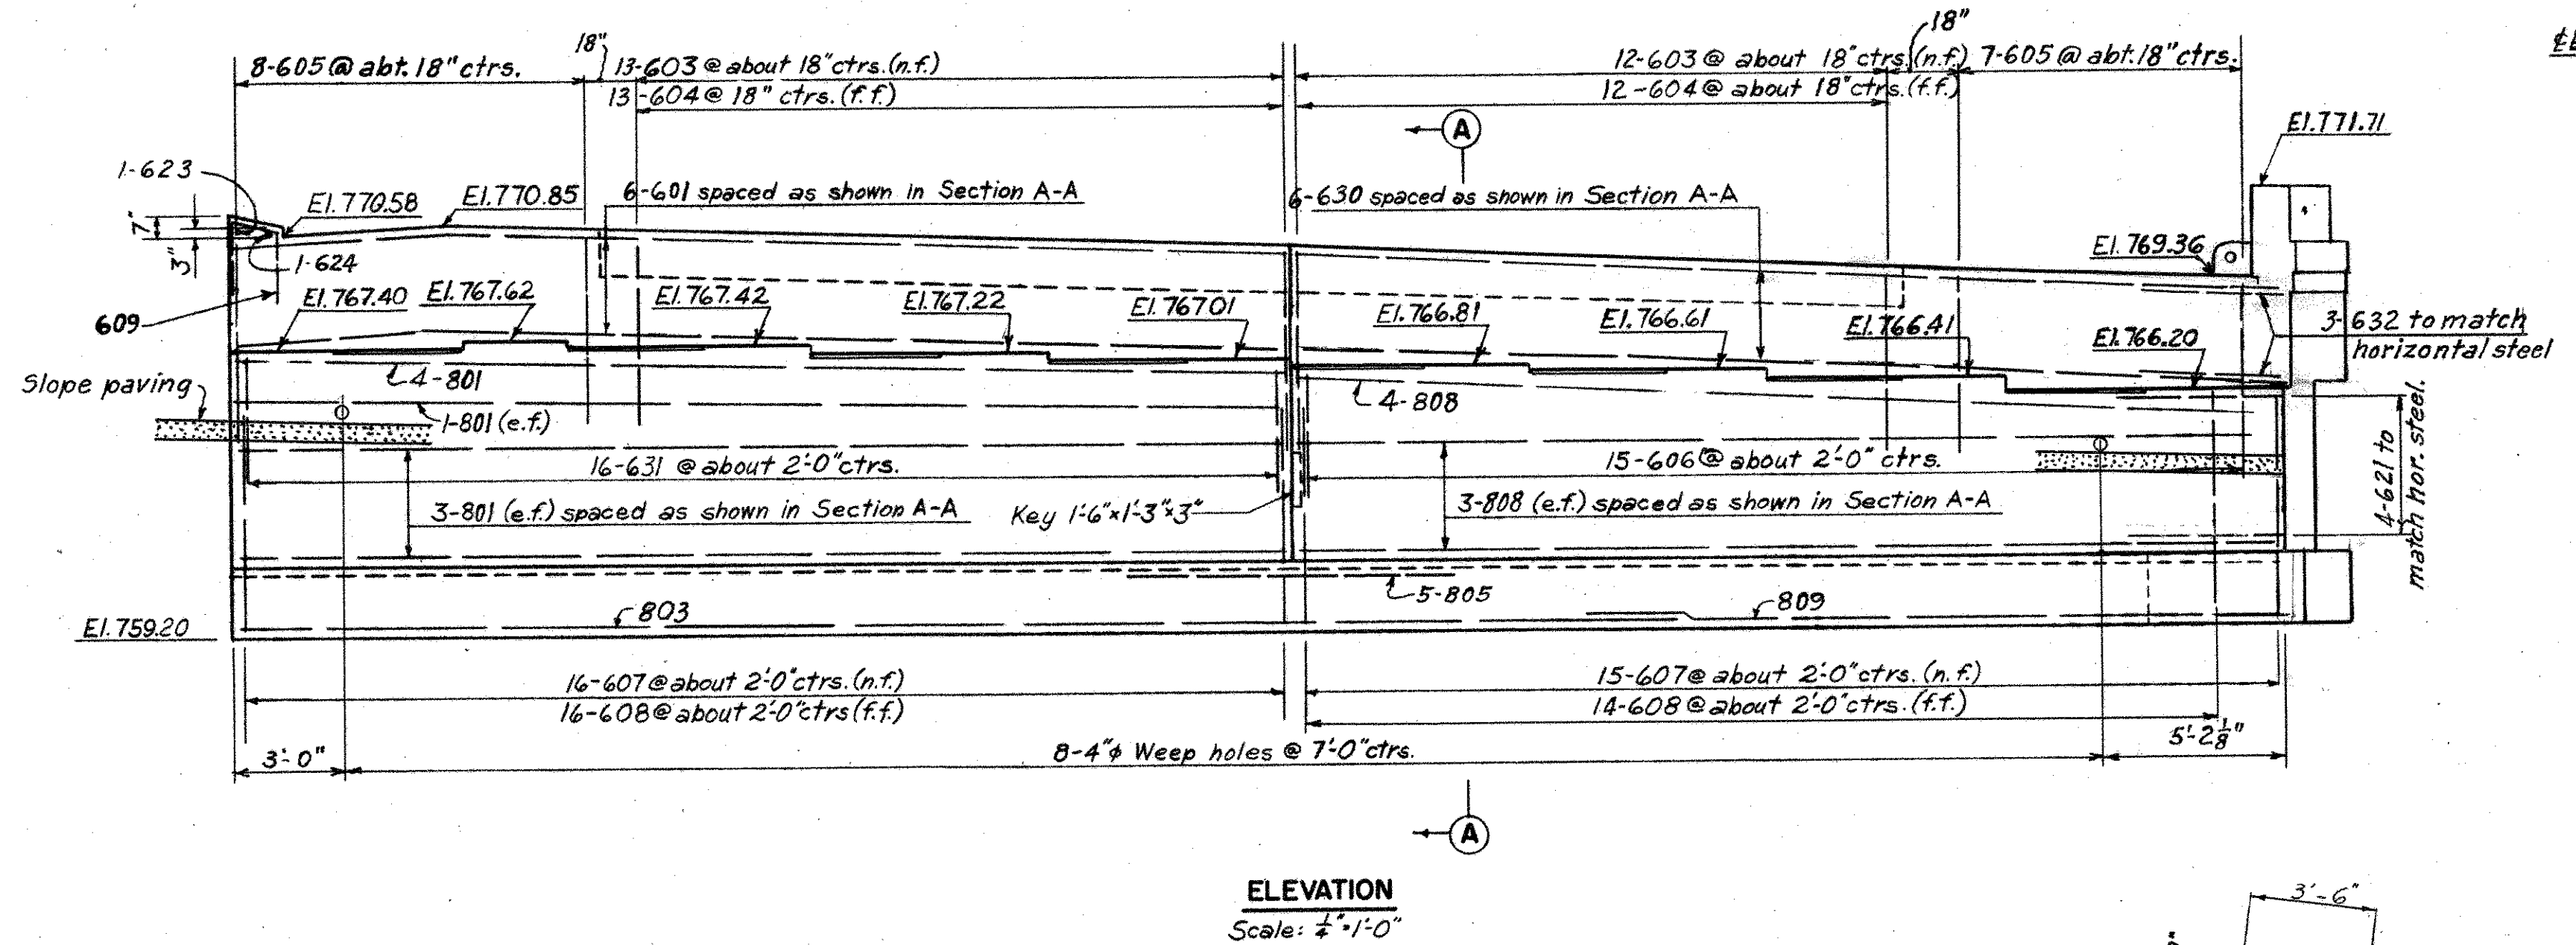 18"
18"
8-605 @ abt. 18" ctrs.
13-603 @ about 18" ctrs. (n.f.)
12-603 @ about 18" ctrs. (n.f.)
7-605 @ abt. 18" ctrs.
13-604 @ 18" ctrs. (f.f.)
12-604 @ about 18" ctrs. (f.f.)
A
El. 771.71
1-623
El. 770.58
El. 770.85
6-601 spaced as shown in Section A-A
6-630 spaced as shown in Section A-A
7"
3"
1-624
El. 769.36
609
El. 767.40
El. 767.62
El. 767.42
El. 767.22
El. 767.01
El. 766.81
El. 766.61
El. 766.41
El. 766.20
3-632 to match
horizontal steel
Slope paving
4-801
4-808
1-801 (e.f.)
16-631 @ about 2'-0" ctrs.
15-606 @ about 2'-0" ctrs.
4-621 to
match hor. steel.
3-801 (e.f.) spaced as shown in Section A-A
Key 1'-6"x1'-3"x3"
3-808 (e.f.) spaced as shown in Section A-A
5-805
803
809
El. 759.20
16-607 @ about 2'-0" ctrs. (n.f.)
15-607 @ about 2'-0" ctrs. (n.f.)
16-608 @ about 2'-0" ctrs (f.f.)
14-608 @ about 2'-0" ctrs. (f.f.)
3'-0"
8-4"φ Weep holes @ 7'-0" ctrs.
5'-2 1/8"
A
ELEVATION
Scale: 1/4"=1'-0"
3'-6"